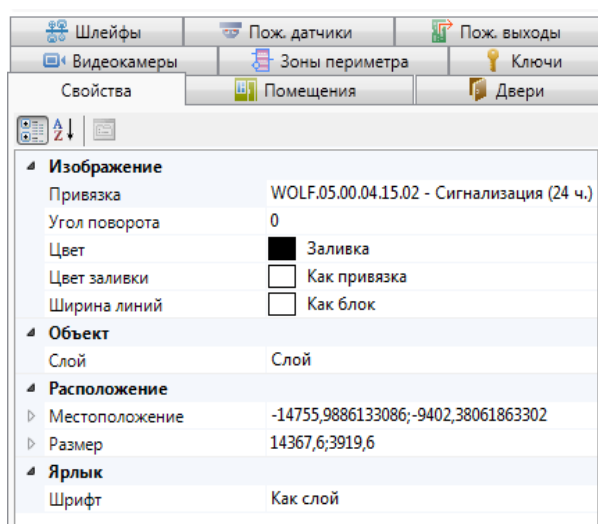 Шлейфы Пож. датчики Пож. выходы
Видеокамеры Зоны периметра Ключи
Свойства Помещения Двери
Изображение
Привязка WOLF.05.00.04.15.02 - Сигнализация (24 ч.)
Угол поворота 0
Цвет Заливка
Цвет заливки Как привязка
Ширина линий Как блок
Объект
Слой Слой
Расположение
Местоположение -14755,9886133086;-9402,38061863302
Размер 14367,6;3919,6
Ярлык
Шрифт Как слой